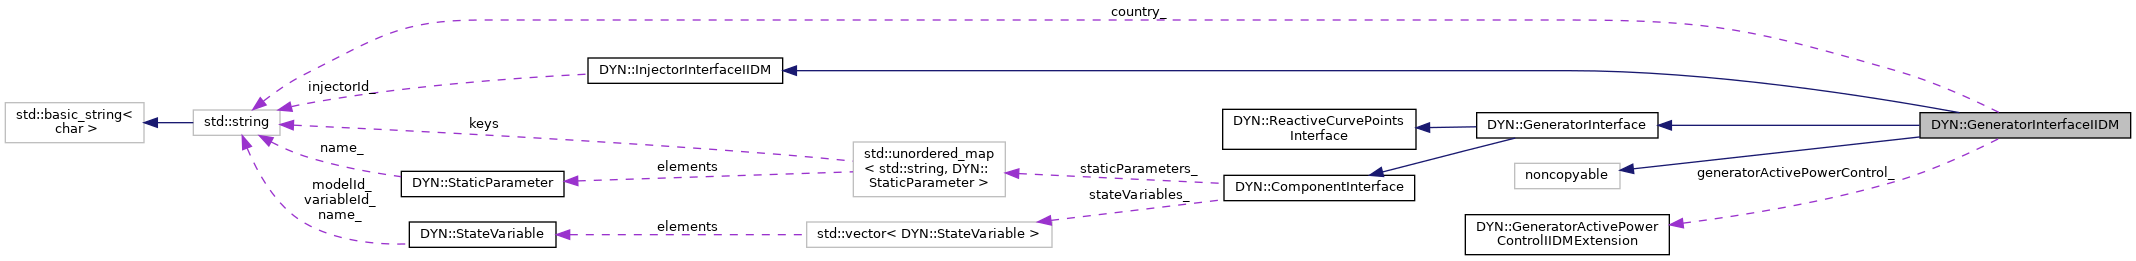 country_
DYN::InjectorInterfaceIIDM
injectorId_
std::basic_string<
char >
std::string
keys
name_
modelId_
variableId_
name_
DYN::StaticParameter
DYN::StateVariable
elements
elements
std::unordered_map
< std::string, DYN::
StaticParameter >
std::vector< DYN::StateVariable >
staticParameters_
stateVariables_
DYN::ReactiveCurvePoints
Interface
DYN::ComponentInterface
DYN::GeneratorInterface
noncopyable
generatorActivePowerControl_
DYN::GeneratorActivePower
ControlIIDMExtension
DYN::GeneratorInterfaceIIDM